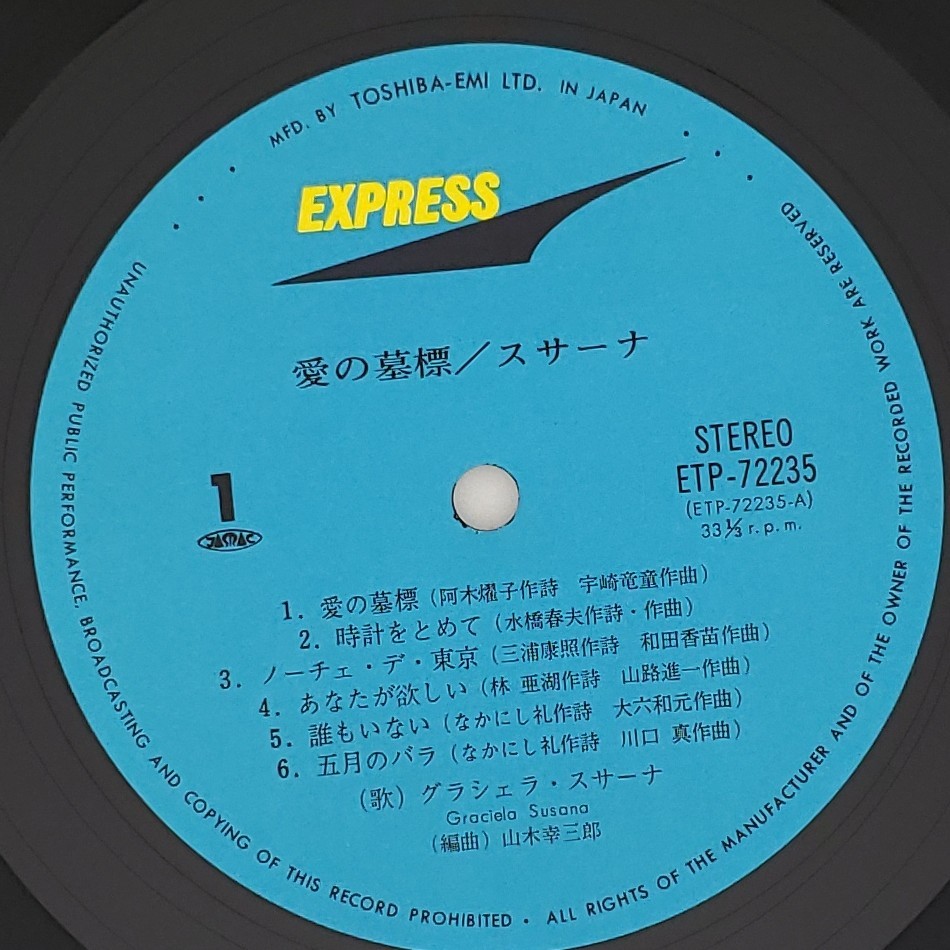 MFD. BY TOSHIBA-EMI LTD. IN JAPAN
EXPRESS
愛の墓標／スサーナ
STEREO
ETP-72235
(ETP-72235-A)
33⅓ r.p.m.
1
JASRAC
1. 愛の墓標（阿木燿子作詩　宇崎竜童作曲）
2. 時計をとめて（水橋春夫作詩・作曲）
3. ノーチェ・デ・東京（三浦康照作詩　和田香苗作曲）
4. あなたが欲しい（林 亜湖作詩　山路進一作曲）
5. 誰もいない（なかにし礼作詩　大六和元作曲）
6. 五月のバラ（なかにし礼作詩　川口 真作曲）
（歌）グラシェラ・スサーナ
Graciela Susana
（編曲）山木幸三郎
UNAUTHORIZED PUBLIC PERFORMANCE, BROADCASTING AND COPYING OF THIS RECORD PROHIBITED • ALL RIGHTS OF THE MANUFACTURER AND OF THE OWNER OF THE RECORDED WORK ARE RESERVED